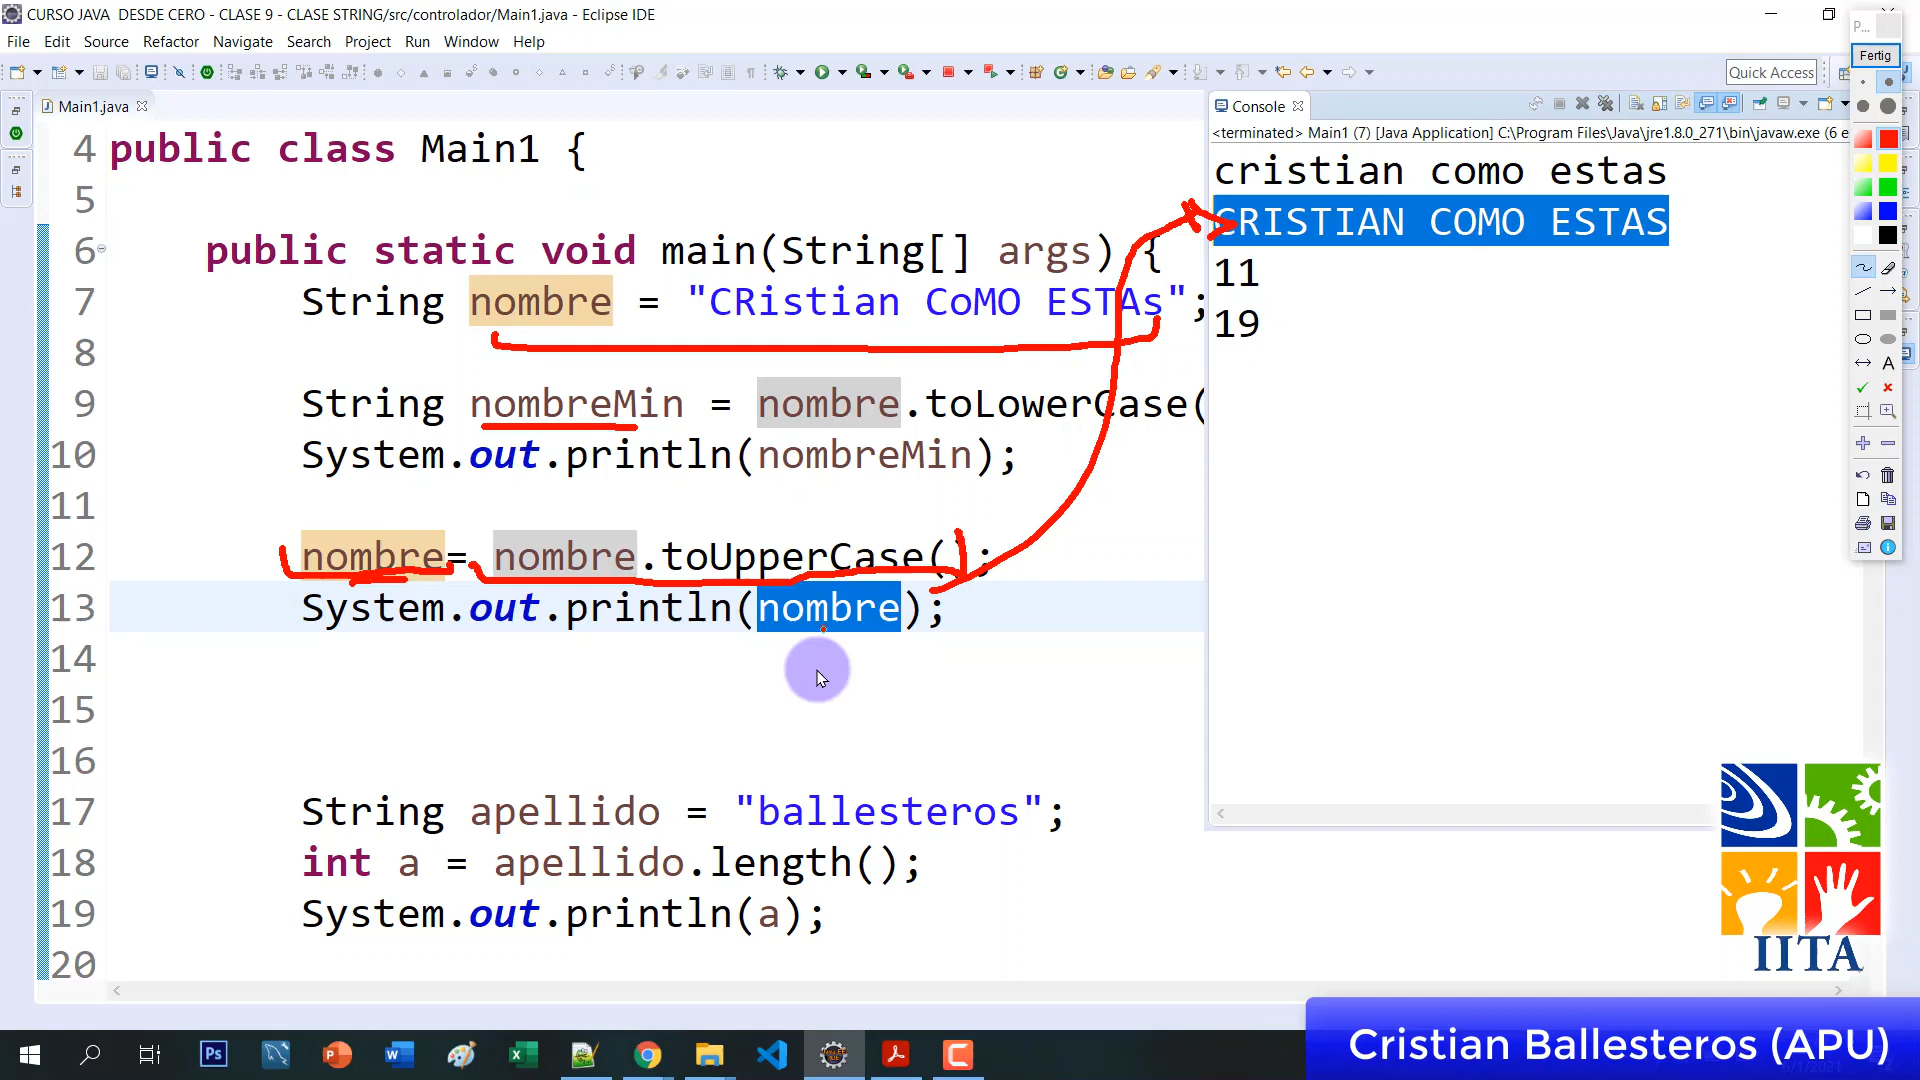 CURSO JAVA  DESDE CERO - CLASE 9 - CLASE STRING/src/controlador/Main1.java - Eclipse IDE
File Edit Source Refactor Navigate Search Project Run Window Help
Quick Access
P...
Fertig
Main1.java
Console
<terminated> Main1 (7) [Java Application] C:\Program Files\Java\jre1.8.0_271\bin\javaw.exe (6 e
4 public class Main1 {
5
6 public static void main(String[] args) {
7 String nombre = "CRistian CoMO ESTAs";
8
9 String nombreMin = nombre.toLowerCase(
10 System.out.println(nombreMin);
11
12 nombre= nombre.toUpperCase();
13 System.out.println(nombre);
14
15
16
17 String apellido = "ballesteros";
18 int a = apellido.length();
19 System.out.println(a);
20
cristian como estas
CRISTIAN COMO ESTAS
11
19
A
IITA
Cristian Ballesteros (APU)
Ps